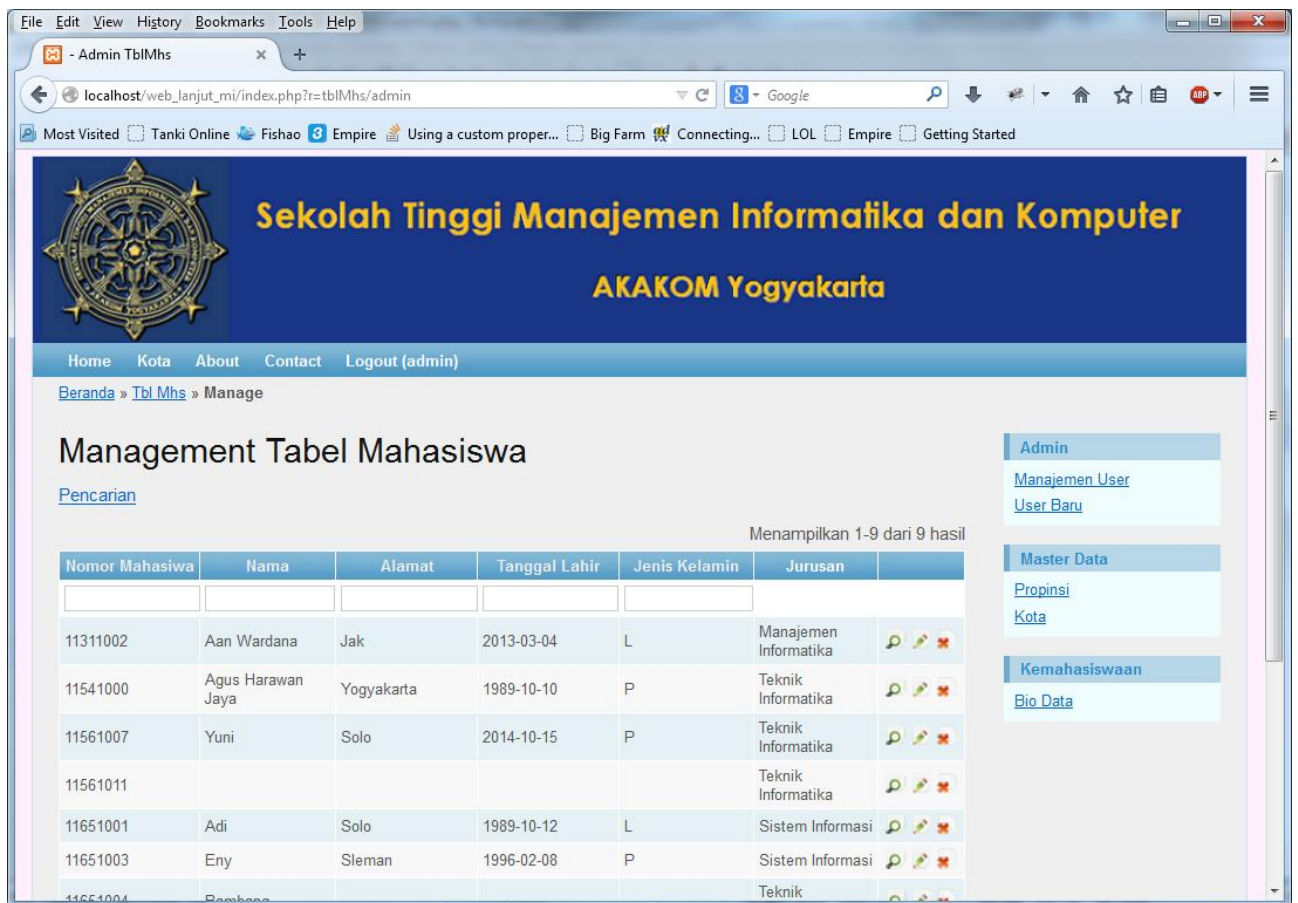 File Edit View History Bookmarks Tools Help
- Admin TblMhs
localhost/web_lanjut_mi/index.php?r=tblMhs/admin
Google
ABP
Most Visited Tanki Online Fishao Empire Using a custom proper... Big Farm Connecting... LOL Empire Getting Started
Sekolah Tinggi Manajemen Informatika dan Komputer
AKAKOM Yogyakarta
Home Kota About Contact Logout (admin)
Beranda » Tbl Mhs » Manage
Management Tabel Mahasiswa
Pencarian
Menampilkan 1-9 dari 9 hasil
Nomor Mahasiwa Nama Alamat Tanggal Lahir Jenis Kelamin Jurusan
11311002 Aan Wardana Jak 2013-03-04 L Manajemen Informatika
11541000 Agus Harawan Jaya Yogyakarta 1989-10-10 P Teknik Informatika
11561007 Yuni Solo 2014-10-15 P Teknik Informatika
11561011 Teknik Informatika
11651001 Adi Solo 1989-10-12 L Sistem Informasi
11651003 Eny Sleman 1996-02-08 P Sistem Informasi
11651004 Bambang Teknik
Admin
Manajemen User
User Baru
Master Data
Propinsi
Kota
Kemahasiswaan
Bio Data